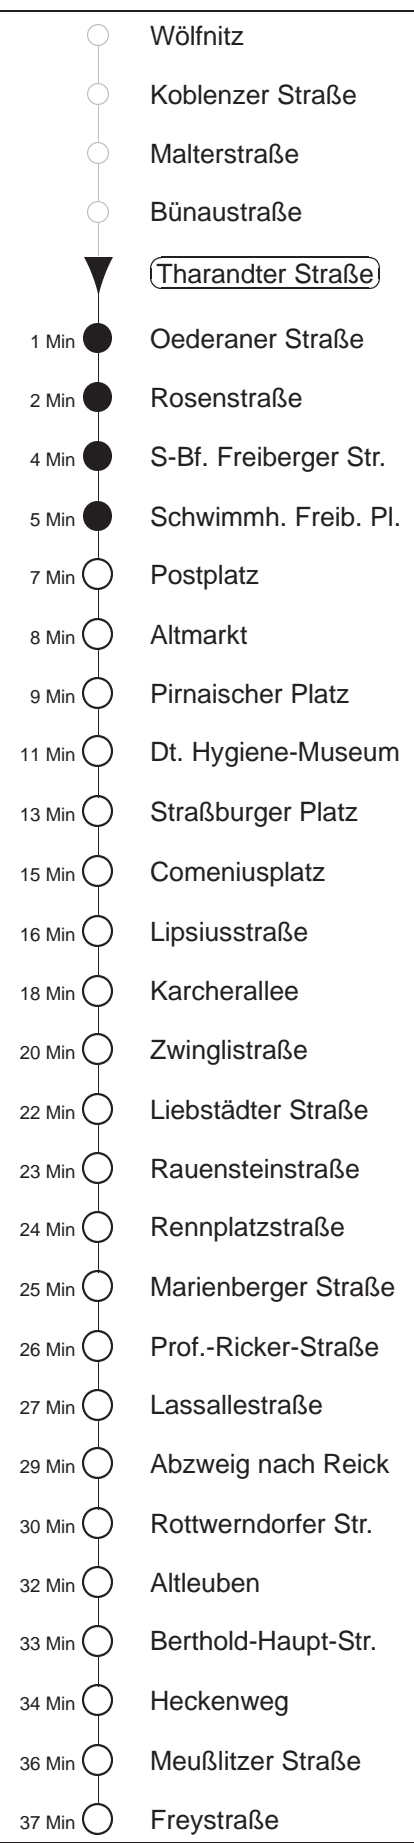 Wölfnitz
Koblenzer Straße
Malterstraße
Bünaustraße
Tharandter Straße
1 Min Oederaner Straße
2 Min Rosenstraße
4 Min S-Bf. Freiberger Str.
5 Min Schwimmh. Freib. Pl.
7 Min Postplatz
8 Min Altmarkt
9 Min Pirnaischer Platz
11 Min Dt. Hygiene-Museum
13 Min Straßburger Platz
15 Min Comeniusplatz
16 Min Lipsiusstraße
18 Min Karcherallee
20 Min Zwinglistraße
22 Min Liebstädter Straße
23 Min Rauensteinstraße
24 Min Rennplatzstraße
25 Min Marienberger Straße
26 Min Prof.-Ricker-Straße
27 Min Lassallestraße
29 Min Abzweig nach Reick
30 Min Rottwerndorfer Str.
32 Min Altleuben
33 Min Berthold-Haupt-Str.
34 Min Heckenweg
36 Min Meußlitzer Straße
37 Min Freystraße